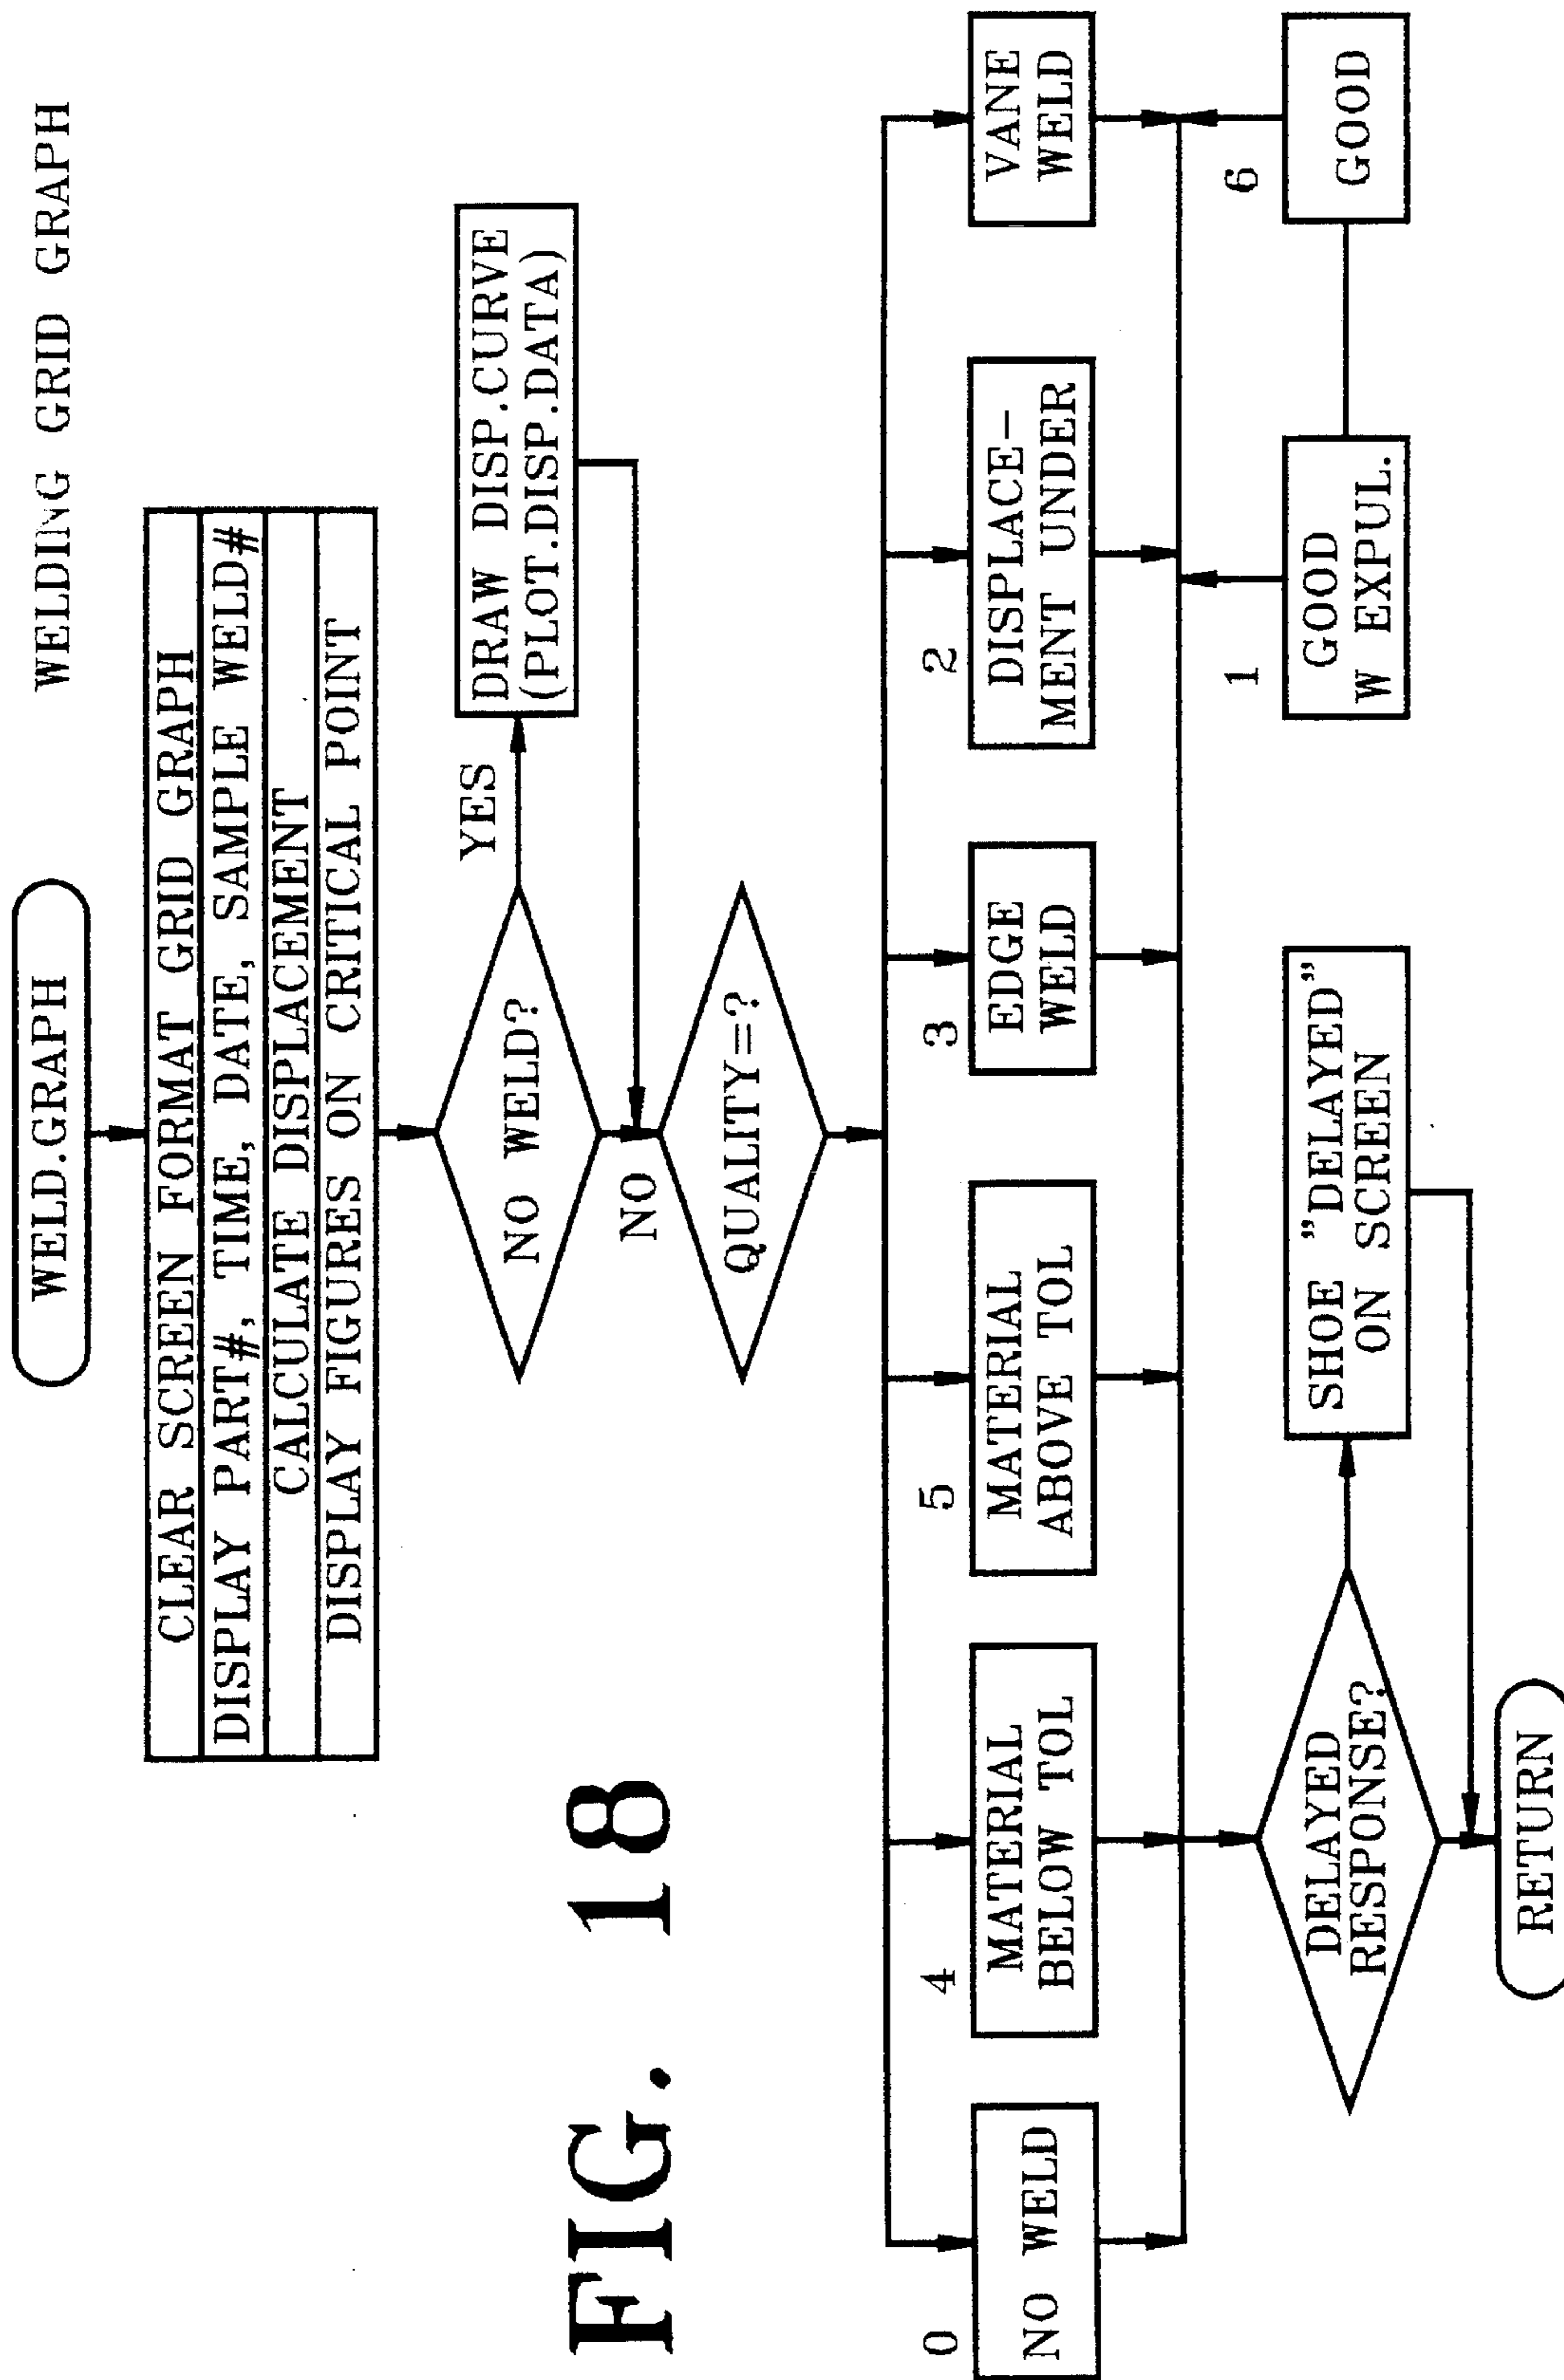 WELDING GRID GRAPH
WELD.GRAPH
CLEAR SCREEN FORMAT GRID GRAPH
DISPLAY PART#, TIME, DATE, SAMPLE WELD#
CALCULATE DISPLACEMENT
DISPLAY FIGURES ON CRITICAL POINT
NO WELD?
YES
DRAW DISP.CURVE
(PLOT.DISP.DATA)
NO
QUALITY=?
FIG. 18
0
NO WELD
4
MATERIAL
BELOW TOL
5
MATERIAL
ABOVE TOL
3
EDGE
WELD
2
DISPLACE-
MENT UNDER
VANE
WELD
DELAYED
RESPONSE?
SHOE "DELAYED"
ON SCREEN
1
GOOD
W EXPUL.
6
GOOD
RETURN